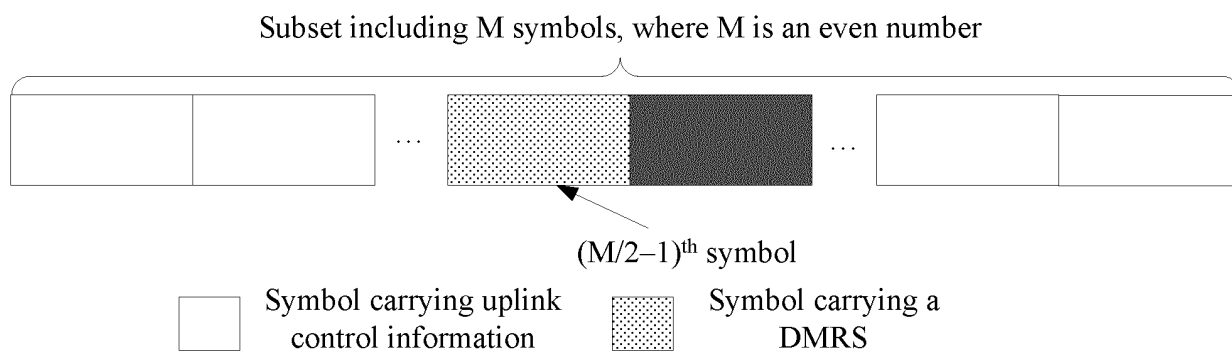 Subset including M symbols, where M is an even number
... ...
(M/2–1)th symbol
Symbol carrying uplink
control information
Symbol carrying a
DMRS